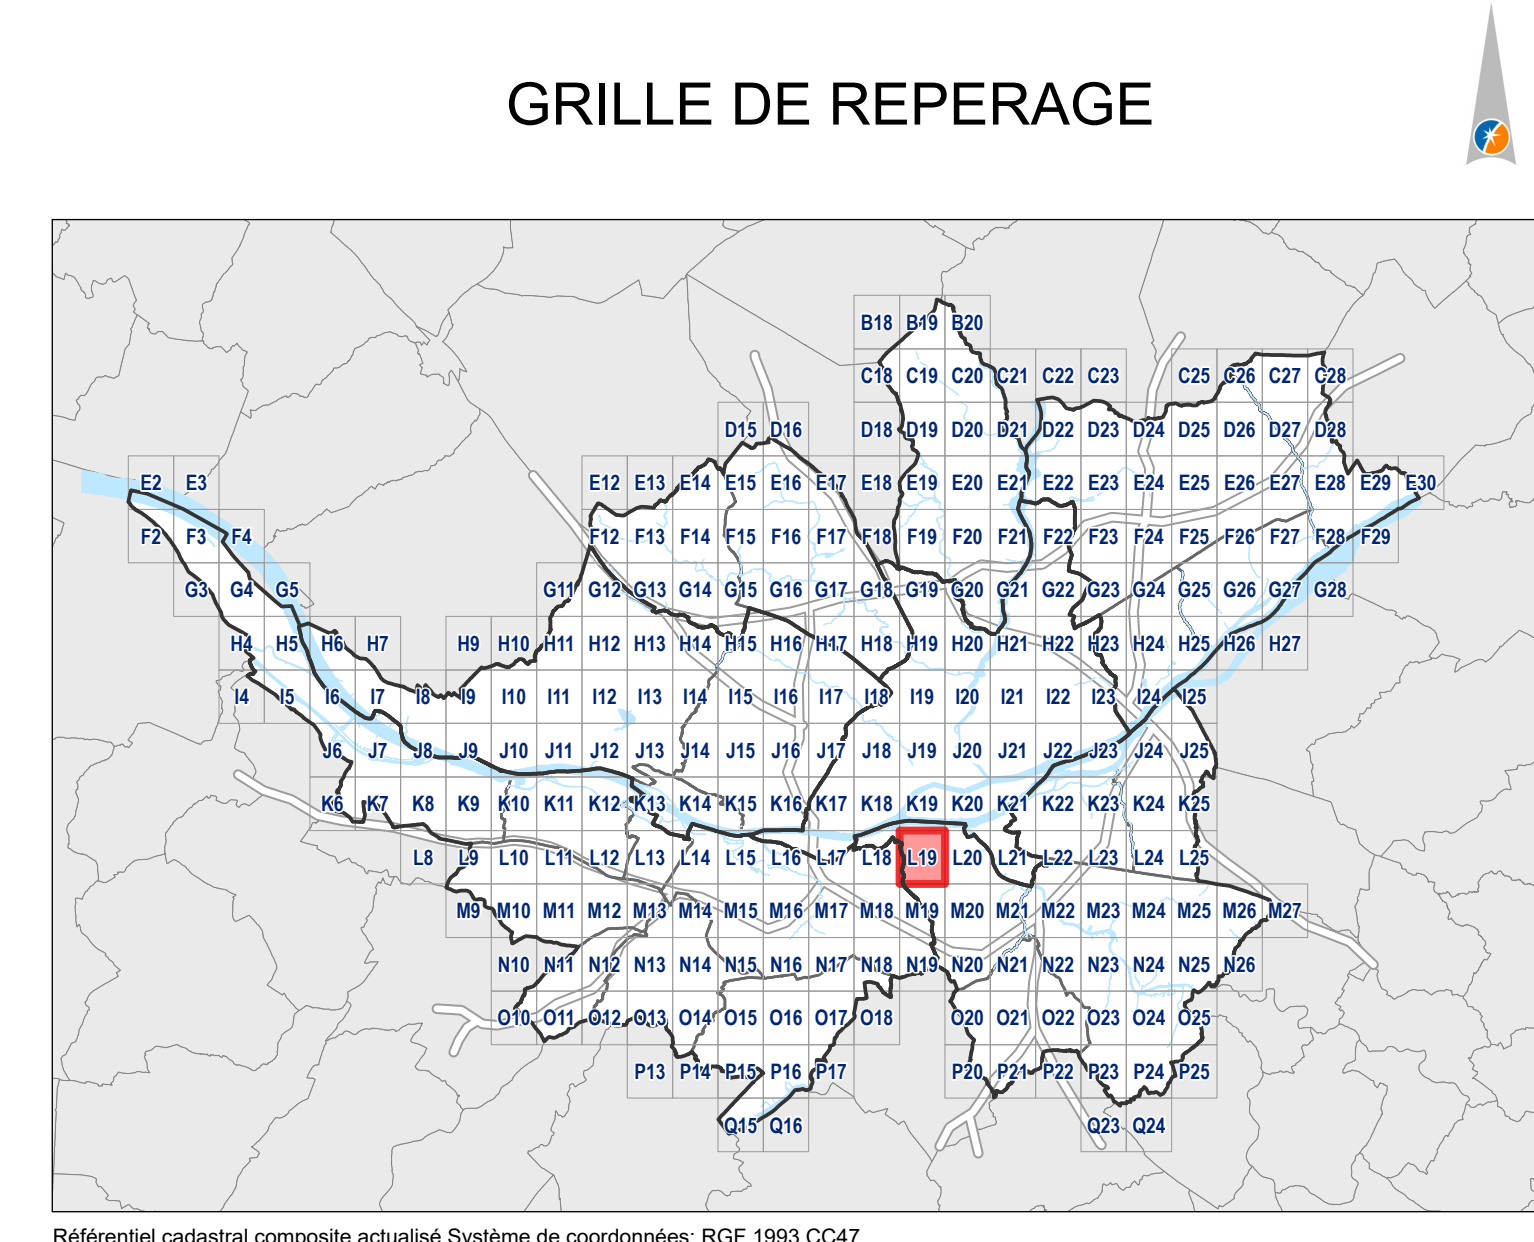 GRILLE DE REPERAGE
B18 B19 B20
C18 C19 C20 C21 C22 C23 C25 C26 C27 C28
D15 D16 D18 D19 D20 D21 D22 D23 D24 D25 D26 D27 D28
E2 E3 E12 E13 E14 E15 E16 E17 E18 E19 E20 E21 E22 E23 E24 E25 E26 E27 E28 E29 E30
F2 F3 F4 F12 F13 F14 F15 F16 F17 F18 F19 F20 F21 F22 F23 F24 F25 F26 F27 F28 F29
G3 G4 G5 G11 G12 G13 G14 G15 G16 G17 G18 G19 G20 G21 G22 G23 G24 G25 G26 G27 G28
H4 H5 H6 H7 H9 H10 H11 H12 H13 H14 H15 H16 H17 H18 H19 H20 H21 H22 H23 H24 H25 H26 H27
I4 I5 I6 I7 I8 I9 I10 I11 I12 I13 I14 I15 I16 I17 I18 I19 I20 I21 I22 I23 I24 I25
J6 J7 J8 J9 J10 J11 J12 J13 J14 J15 J16 J17 J18 J19 J20 J21 J22 J23 J24 J25
K6 K7 K8 K9 K10 K11 K12 K13 K14 K15 K16 K17 K18 K19 K20 K21 K22 K23 K24 K25
L8 L9 L10 L11 L12 L13 L14 L15 L16 L17 L18 L19 L20 L21 L22 L23 L24 L25
M9 M10 M11 M12 M13 M14 M15 M16 M17 M18 M19 M20 M21 M22 M23 M24 M25 M26 M27
N10 N11 N12 N13 N14 N15 N16 N17 N18 N19 N20 N21 N22 N23 N24 N25 N26
O10 O11 O12 O13 O14 O15 O16 O17 O18 O20 O21 O22 O23 O24 O25
P13 P14 P15 P16 P17 P20 P21 P22 P23 P24 P25
Q15 Q16 Q23 Q24
Référentiel cadastral composite actualisé Système de coordonnées: RGF 1993 CC47